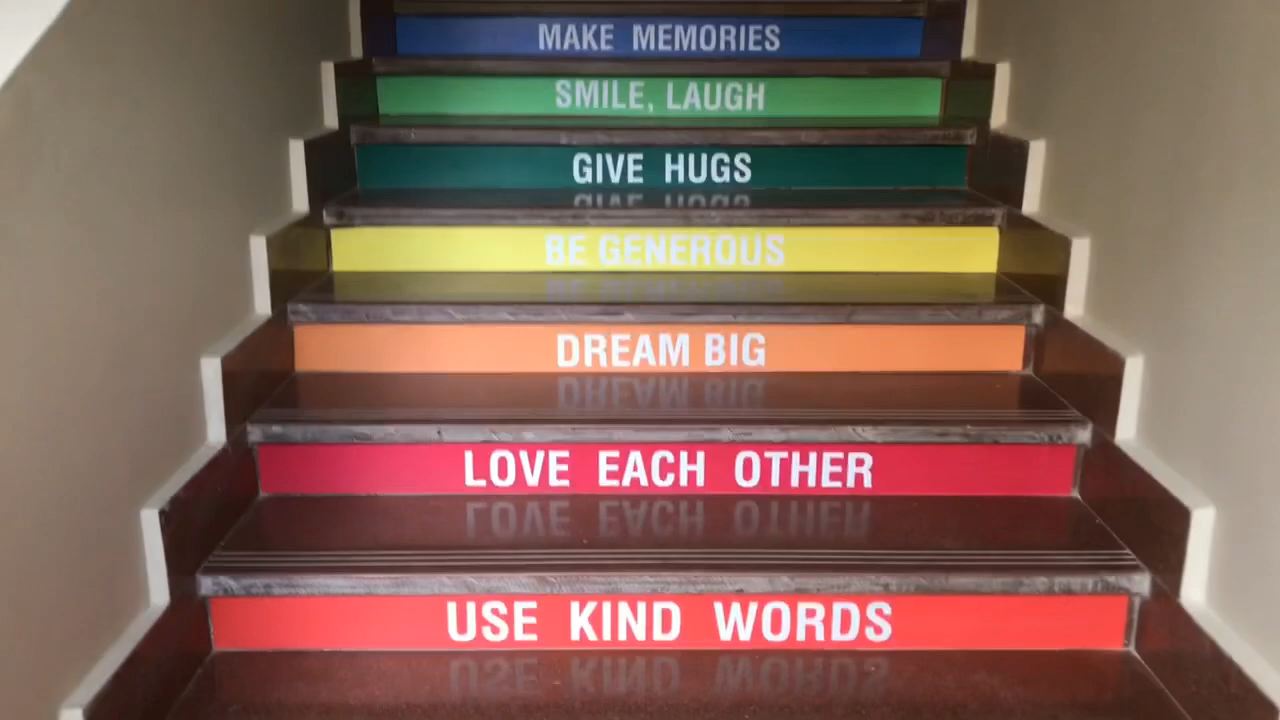 MAKE MEMORIES
SMILE, LAUGH
GIVE HUGS
BE GENEROUS
DREAM BIG
LOVE EACH OTHER
USE KIND WORDS